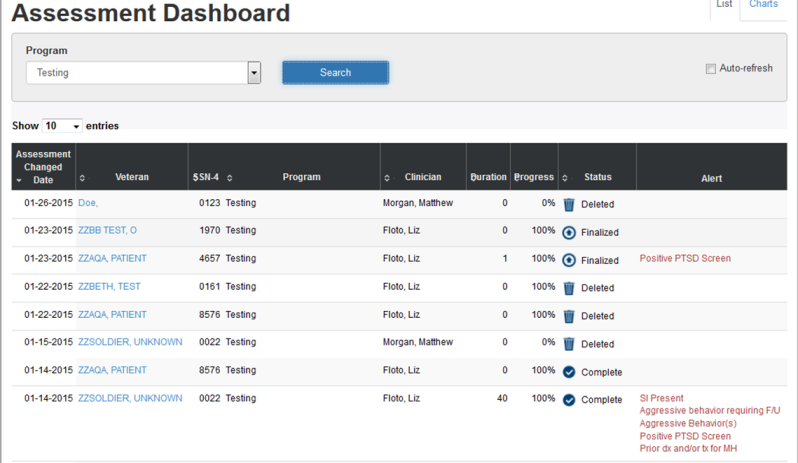 Assessment Dashboard
List Charts
Program
Testing Search Auto-refresh
Show 10 entries
Assessment Changed Date Veteran SSN-4 Program Clinician Duration Progress Status Alert
01-26-2015 Doe, 0123 Testing Morgan, Matthew 0 0% Deleted
01-23-2015 ZZBB TEST, O 1970 Testing Floto, Liz 0 100% Finalized
01-23-2015 ZZAQA, PATIENT 4657 Testing Floto, Liz 1 100% Finalized Positive PTSD Screen
01-22-2015 ZZBETH, TEST 0161 Testing Floto, Liz 0 100% Deleted
01-22-2015 ZZAQA, PATIENT 8576 Testing Floto, Liz 0 100% Deleted
01-15-2015 ZZSOLDIER, UNKNOWN 0022 Testing Morgan, Matthew 0 0% Deleted
01-14-2015 ZZAQA, PATIENT 8576 Testing Floto, Liz 0 100% Complete
01-14-2015 ZZSOLDIER, UNKNOWN 0022 Testing Floto, Liz 40 100% Complete SI Present
Aggressive behavior requiring F/U
Aggressive Behavior(s)
Positive PTSD Screen
Prior dx and/or tx for MH